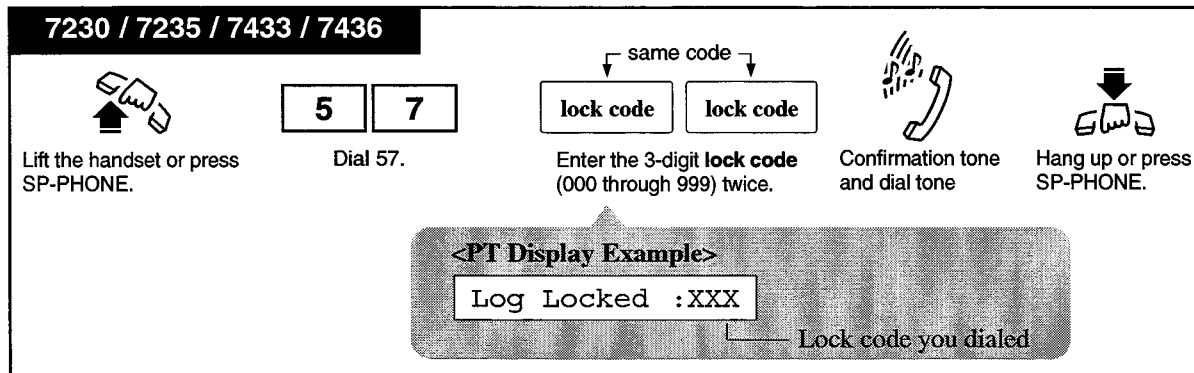 7230 / 7235 / 7433 / 7436
same code
5 7
lock code lock code
Lift the handset or press
SP-PHONE.
Dial 57.
Enter the 3-digit lock code
(000 through 999) twice.
Confirmation tone
and dial tone
Hang up or press
SP-PHONE.
<PT Display Example>
Log Locked :XXX
Lock code you dialed